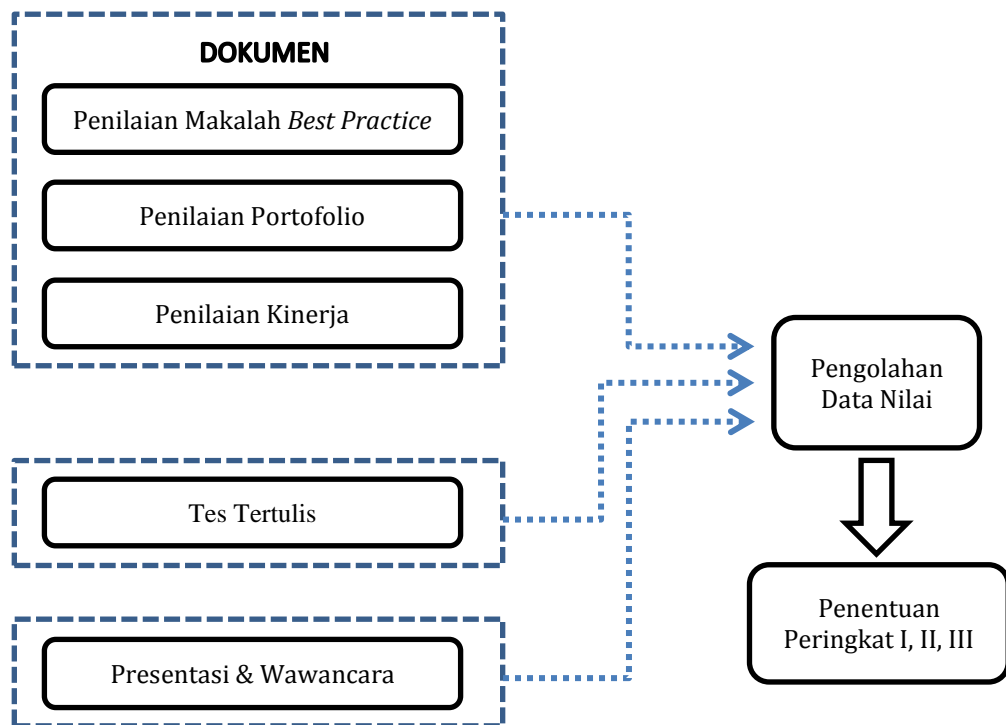 DOKUMEN
Penilaian Makalah Best Practice
Penilaian Portofolio
Penilaian Kinerja
Tes Tertulis
Presentasi & Wawancara
Pengolahan
Data Nilai
Penentuan
Peringkat I, II, III